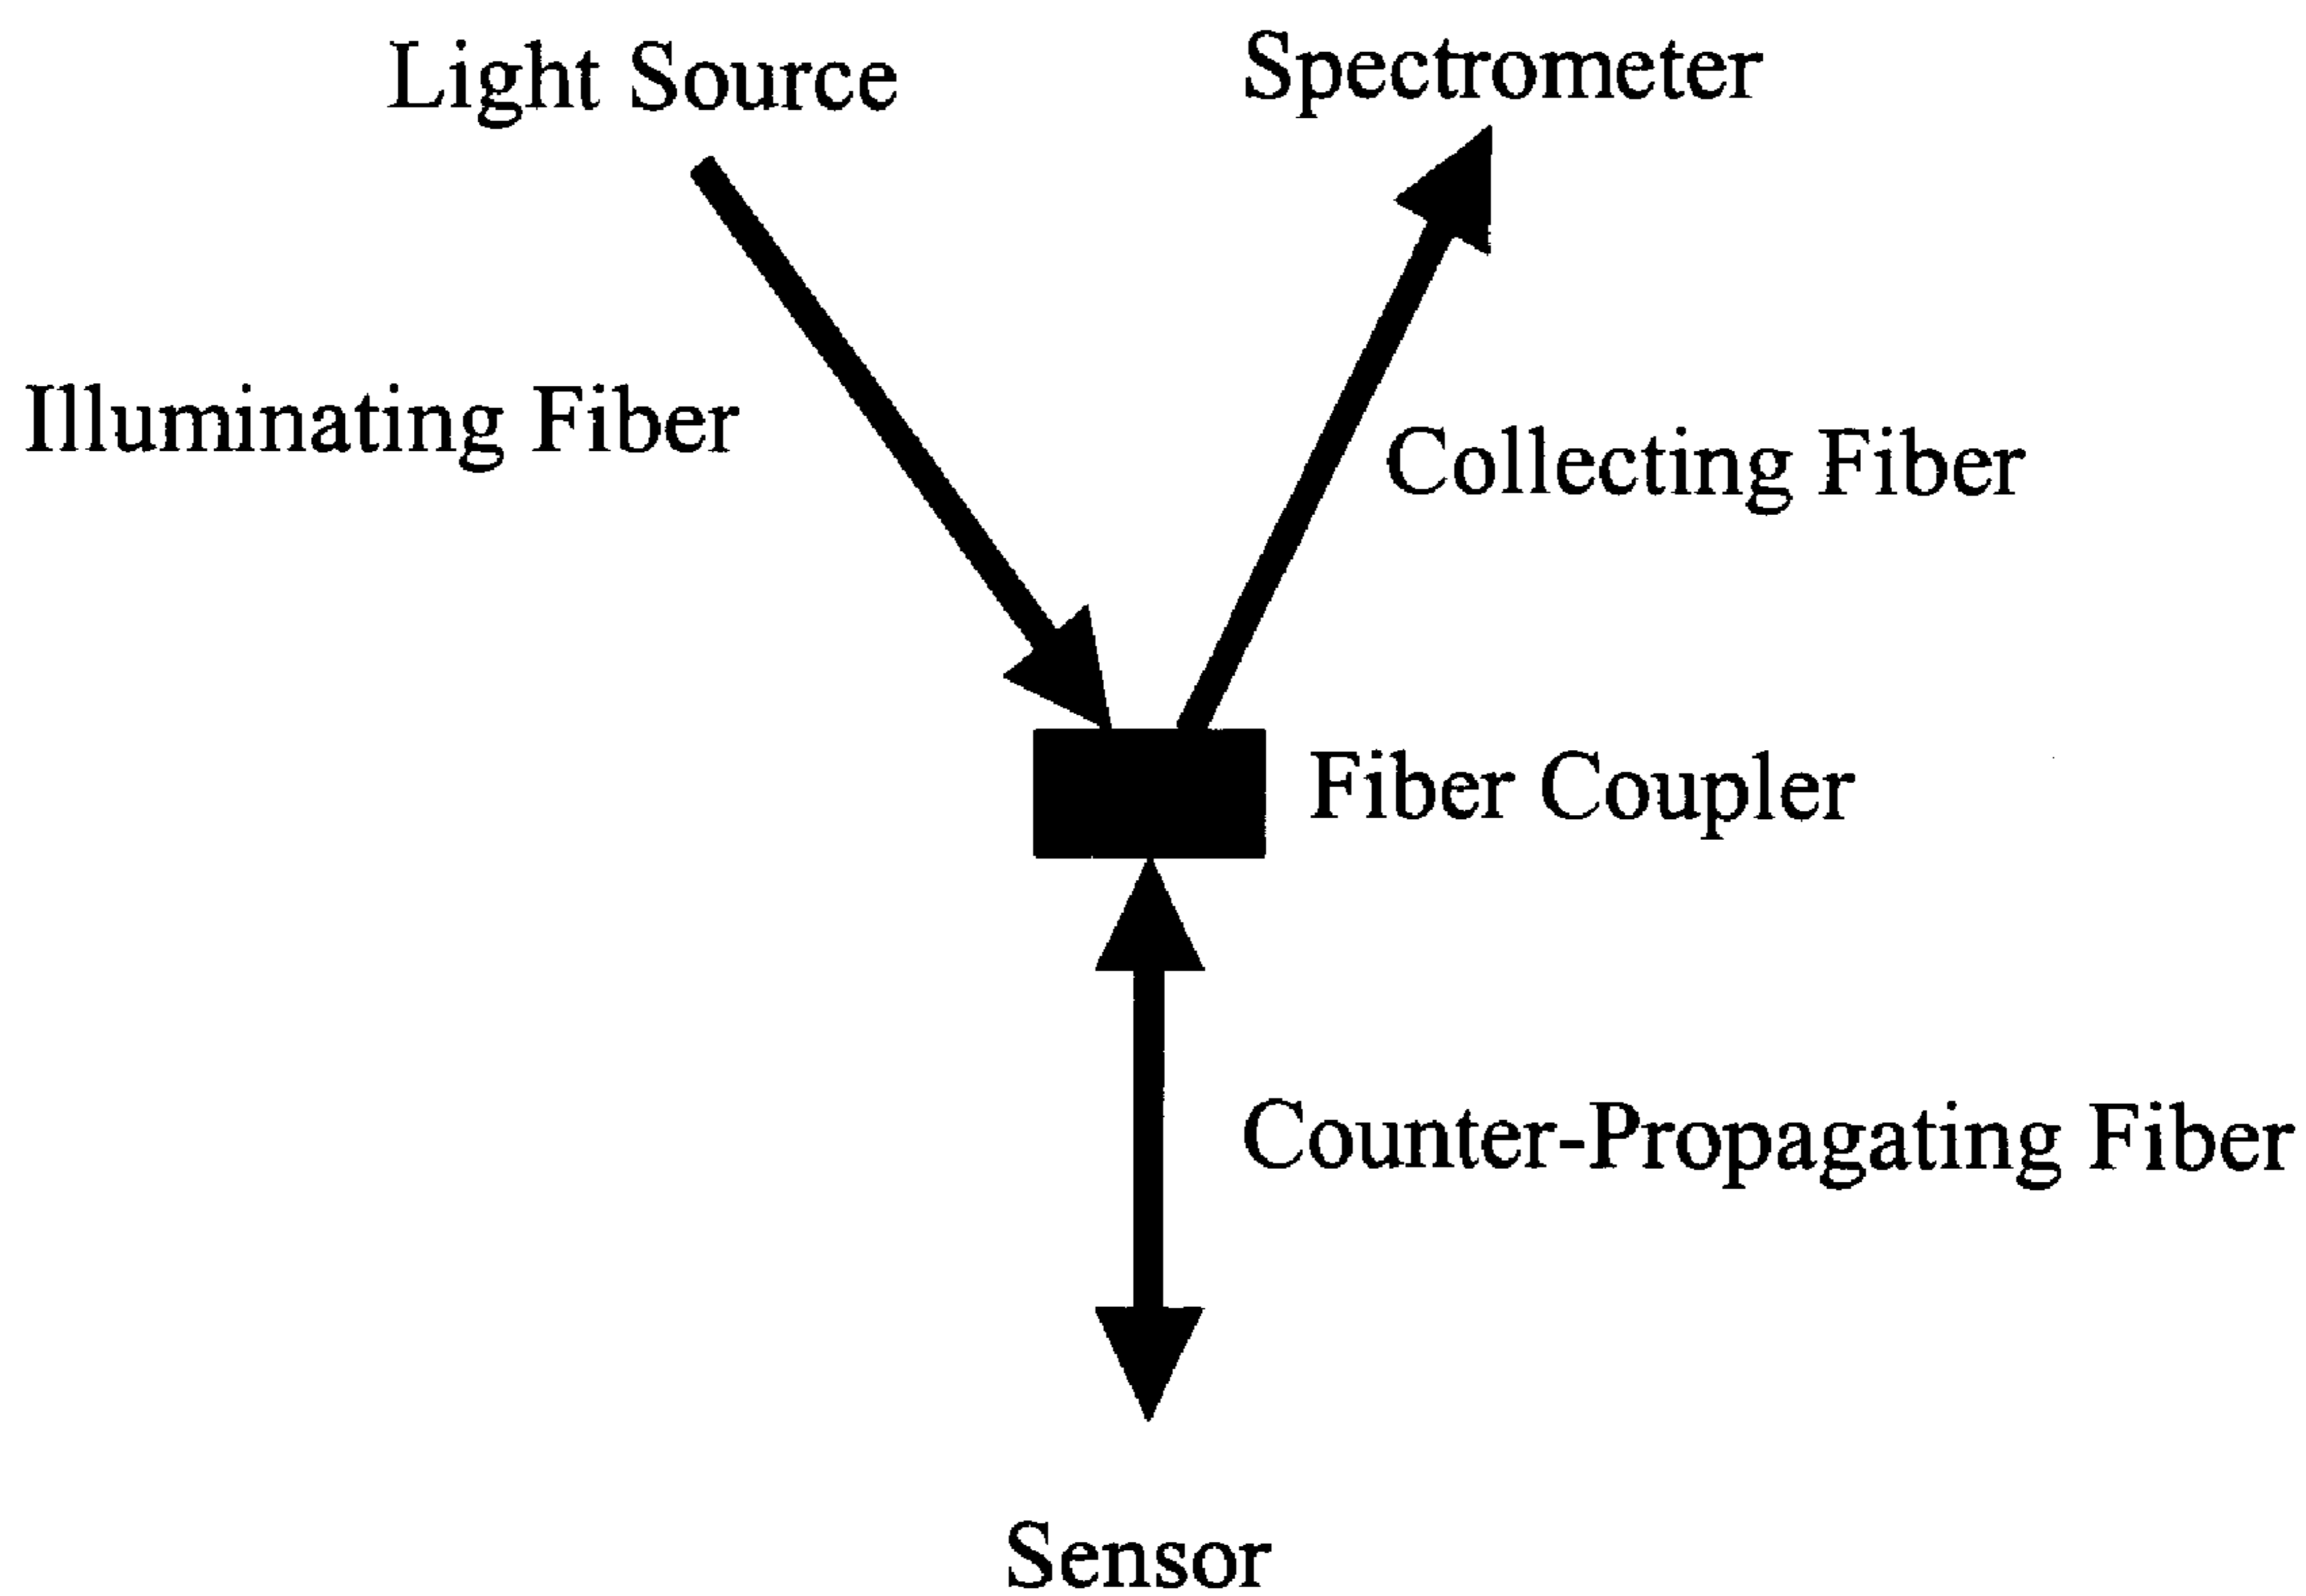 Light Source
Spectrometer
Illuminating Fiber
Collecting Fiber
Fiber Coupler
Counter-Propagating Fiber
Sensor